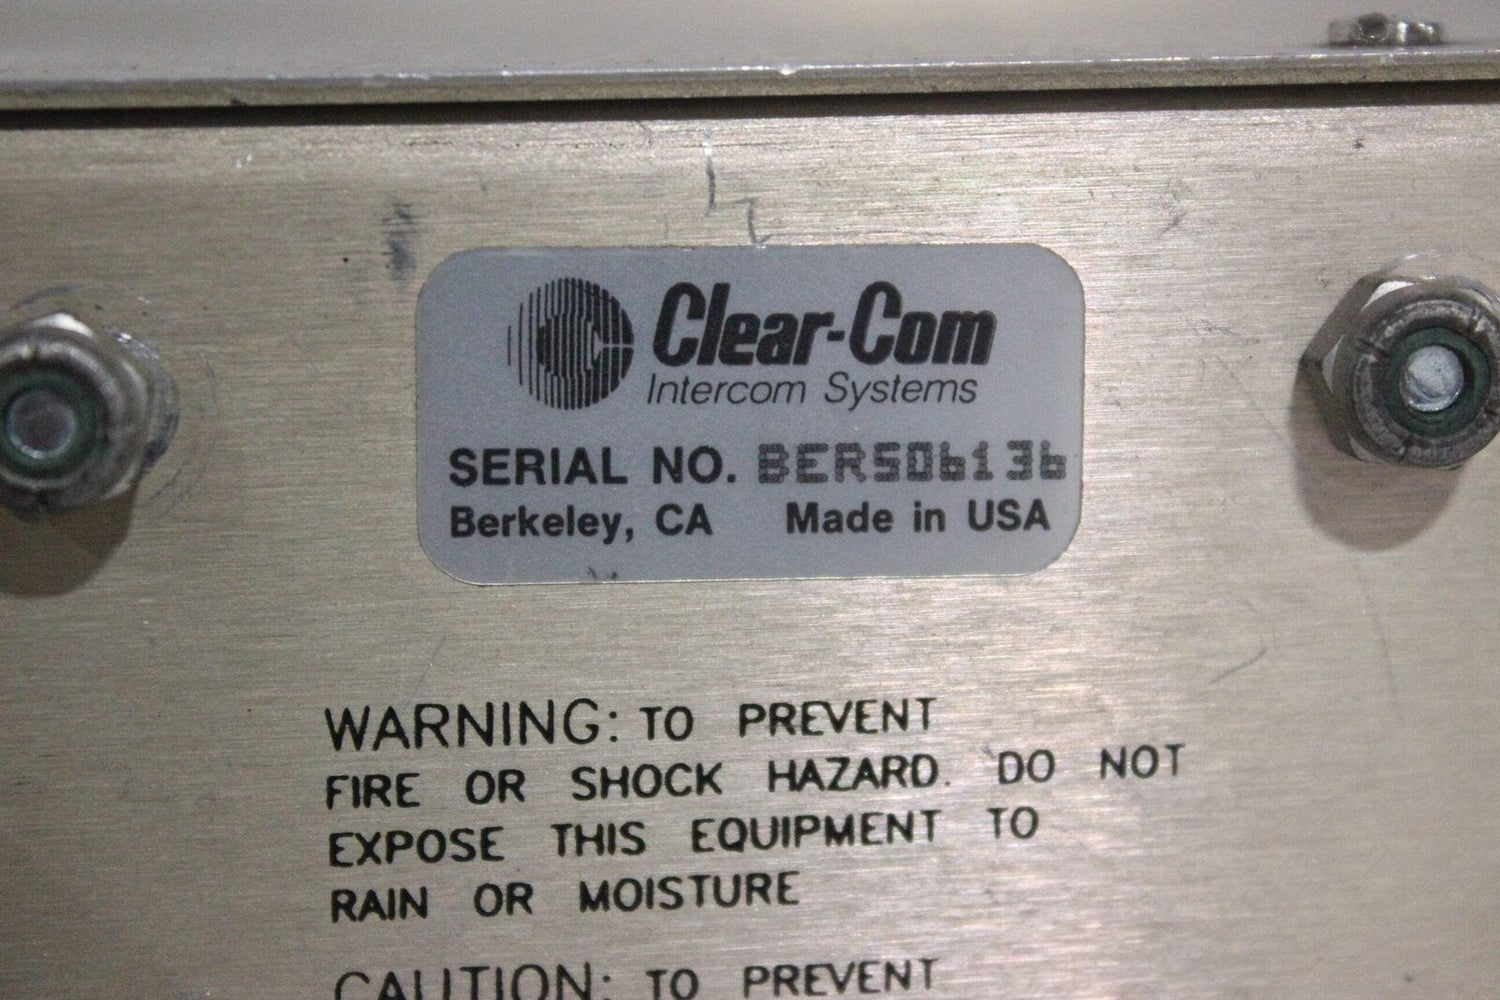 Clear-Com
Intercom Systems
SERIAL NO. BER506136
Berkeley, CA Made in USA
WARNING: TO PREVENT
FIRE OR SHOCK HAZARD. DO NOT
EXPOSE THIS EQUIPMENT TO
RAIN OR MOISTURE
CAUTION: TO PREVENT